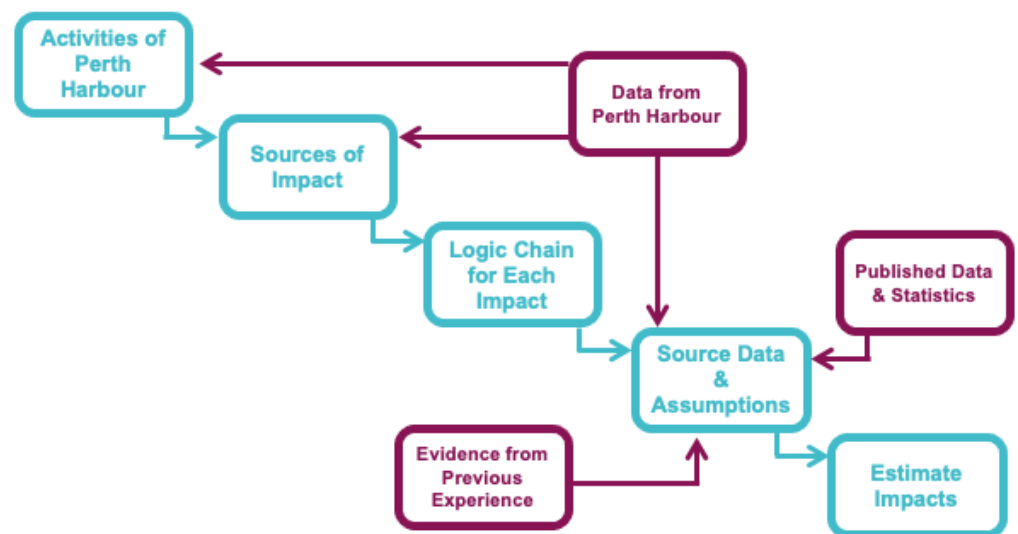 Activities of
Perth
Harbour
Data from
Perth Harbour
Sources of
Impact
Logic Chain
for Each
Impact
Published Data
& Statistics
Source Data
&
Assumptions
Evidence from
Previous
Experience
Estimate
Impacts